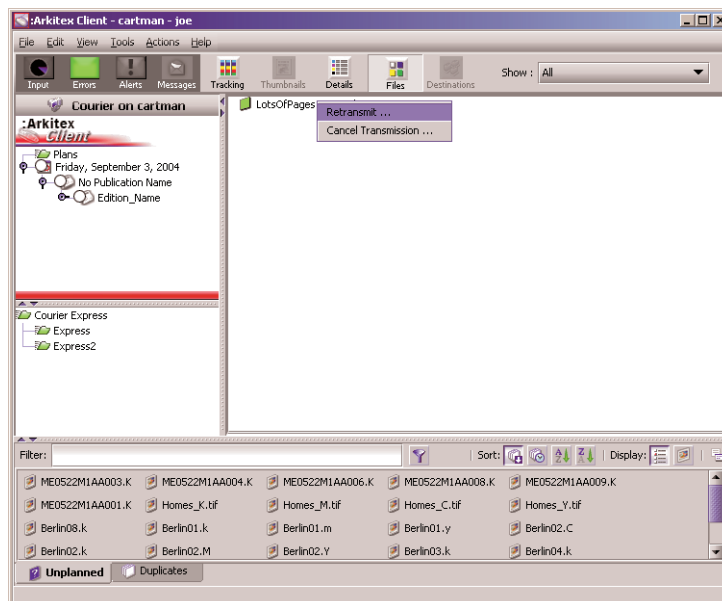 :Arkitex Client - cartman - joe
File Edit View Tools Actions Help
Input Errors Alerts Messages Tracking Thumbnails Details Files Destinations Show : All
Courier on cartman
:Arkitex
Client
Plans
Friday, September 3, 2004
No Publication Name
Edition_Name
LotsOfPages
Retransmit ...
Cancel Transmission ...
Courier Express
Express
Express2
Filter: Sort: Display:
ME0522M1AA003.K ME0522M1AA004.K ME0522M1AA006.K ME0522M1AA008.K ME0522M1AA009.K
ME0522M1AA001.K Homes_K.tif Homes_M.tif Homes_C.tif Homes_Y.tif
Berlin08.k Berlin01.k Berlin01.m Berlin01.y Berlin02.C
Berlin02.k Berlin02.M Berlin02.Y Berlin03.k Berlin04.k
Unplanned Duplicates